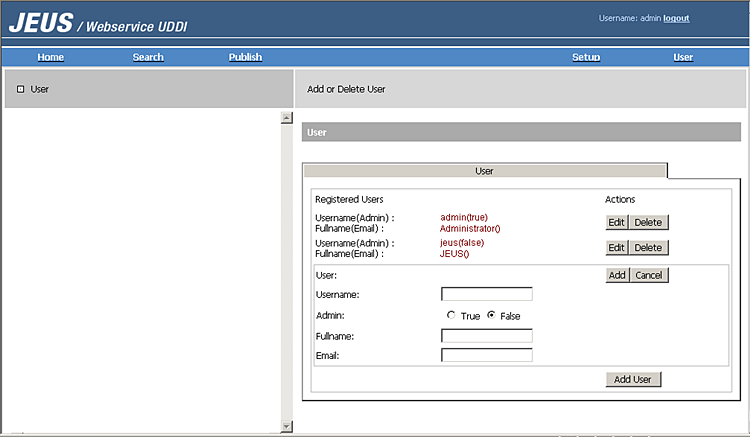 JEUS / Webservice UDDI
Username: admin logout
Home Search Publish Setup User
User
Add or Delete User
User
User
Registered Users Actions
Username(Admin) : admin(true)
Fullname(Email) : Administrator()
Edit Delete
Username(Admin) : jeus(false)
Fullname(Email) : JEUS()
Edit Delete
User: Add Cancel
Username:
Admin: True False
Fullname:
Email:
Add User